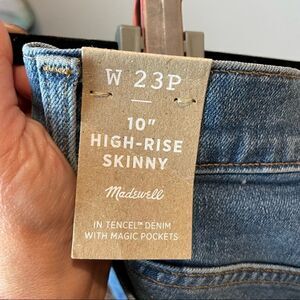 W 23P
10"
HIGH-RISE
SKINNY
Madewell
IN TENCEL™ DENIM
WITH MAGIC POCKETS